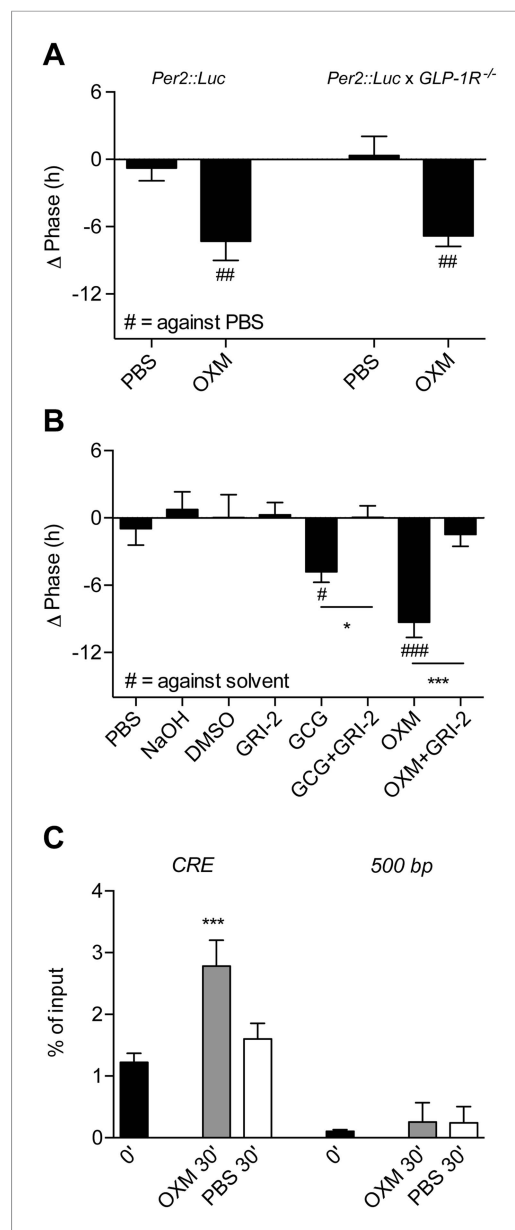 A
Per2::Luc
Per2::Luc x GLP-1R-/-
6
0
-6
-12
Δ Phase (h)
##
##
# = against PBS
PBS
OXM
PBS
OXM
B
6
0
-6
-12
Δ Phase (h)
#
*
###
***
# = against solvent
PBS
NaOH
DMSO
GRI-2
GCG
GCG+GRI-2
OXM
OXM+GRI-2
C
CRE
500 bp
4
3
2
1
0
% of input
***
0'
OXM 30'
PBS 30'
0'
OXM 30'
PBS 30'